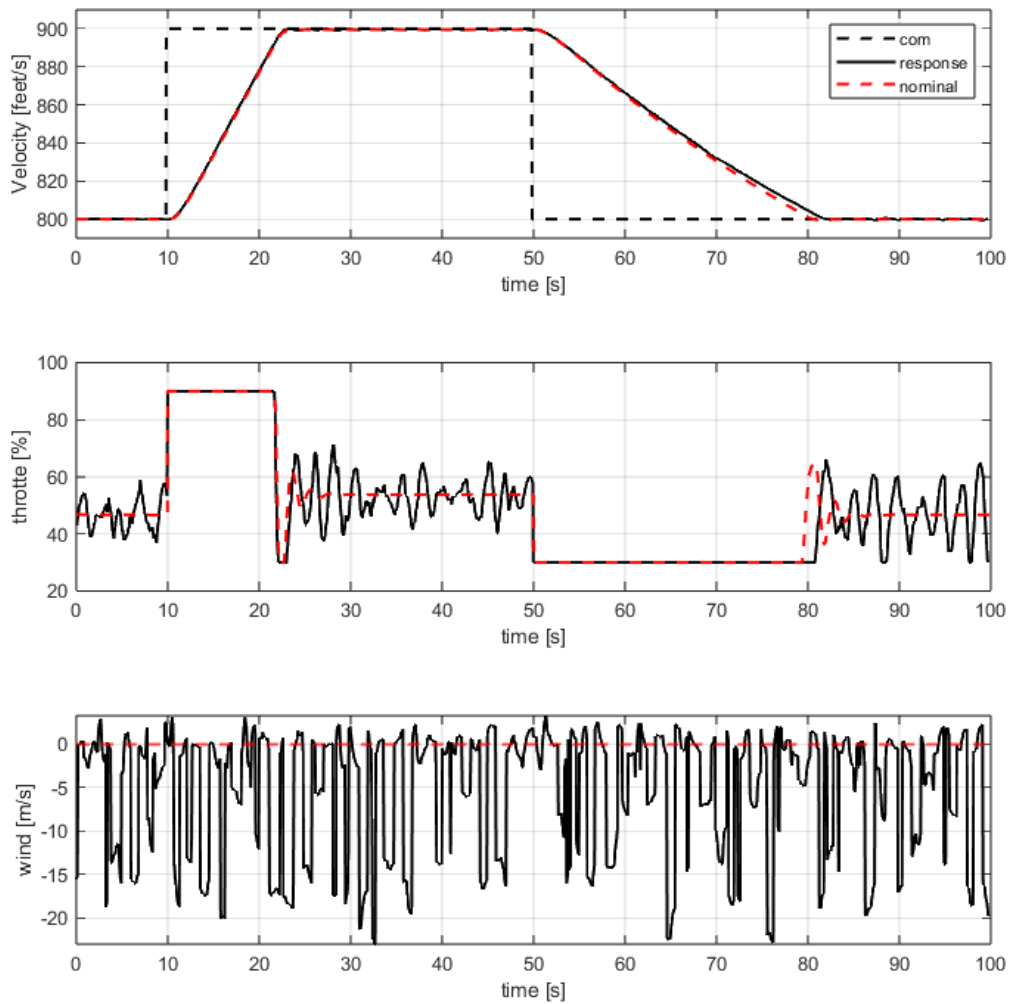 900
880
860
840
820
800
Velocity [feet/s]
com
response
nominal
0 10 20 30 40 50 60 70 80 90 100
time [s]
100
80
60
40
20
throtte [%]
0 10 20 30 40 50 60 70 80 90 100
time [s]
0
-5
-10
-15
-20
wind [m/s]
0 10 20 30 40 50 60 70 80 90 100
time [s]